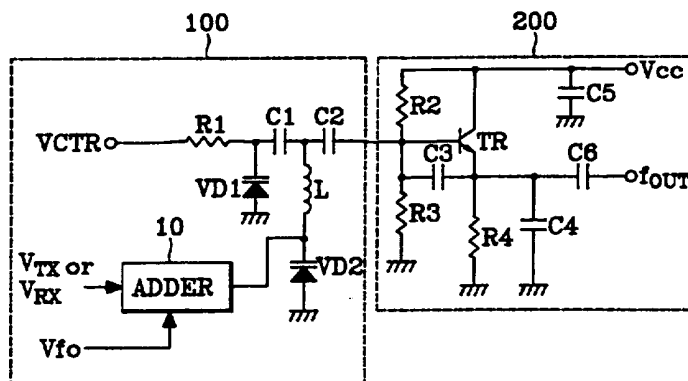 100
200
Vcc
R2
C5
C1
C2
R1
VCTR
TR
C3
C6
fOUT
VD1
L
R3
R4
C4
10
VTX or
VRX
ADDER
VD2
Vfo